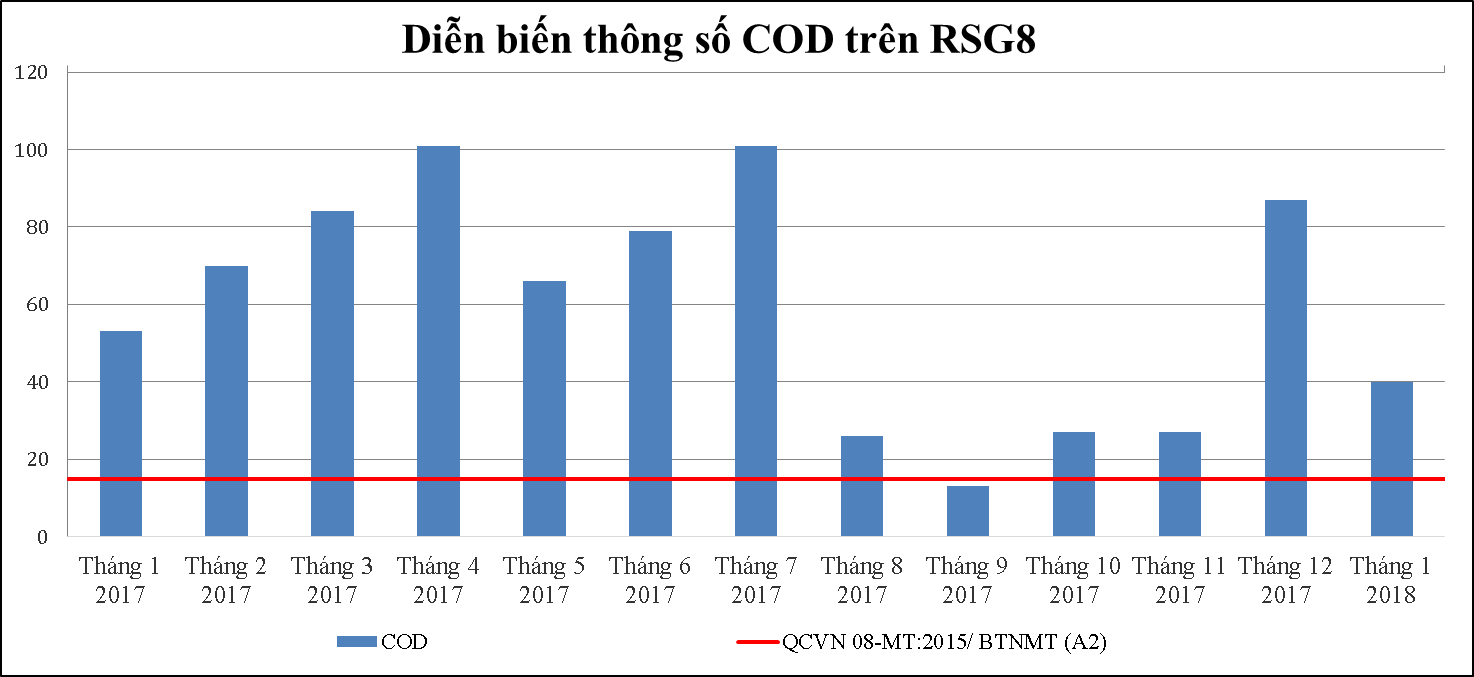 Diễn biến thông số COD trên RSG8
120
100
80
60
40
20
0
Tháng 1 Tháng 2 Tháng 3 Tháng 4 Tháng 5 Tháng 6 Tháng 7 Tháng 8 Tháng 9 Tháng 10 Tháng 11 Tháng 12 Tháng 1
2017 2017 2017 2017 2017 2017 2017 2017 2017 2017 2017 2017 2018
COD QCVN 08-MT:2015/ BTNMT (A2)